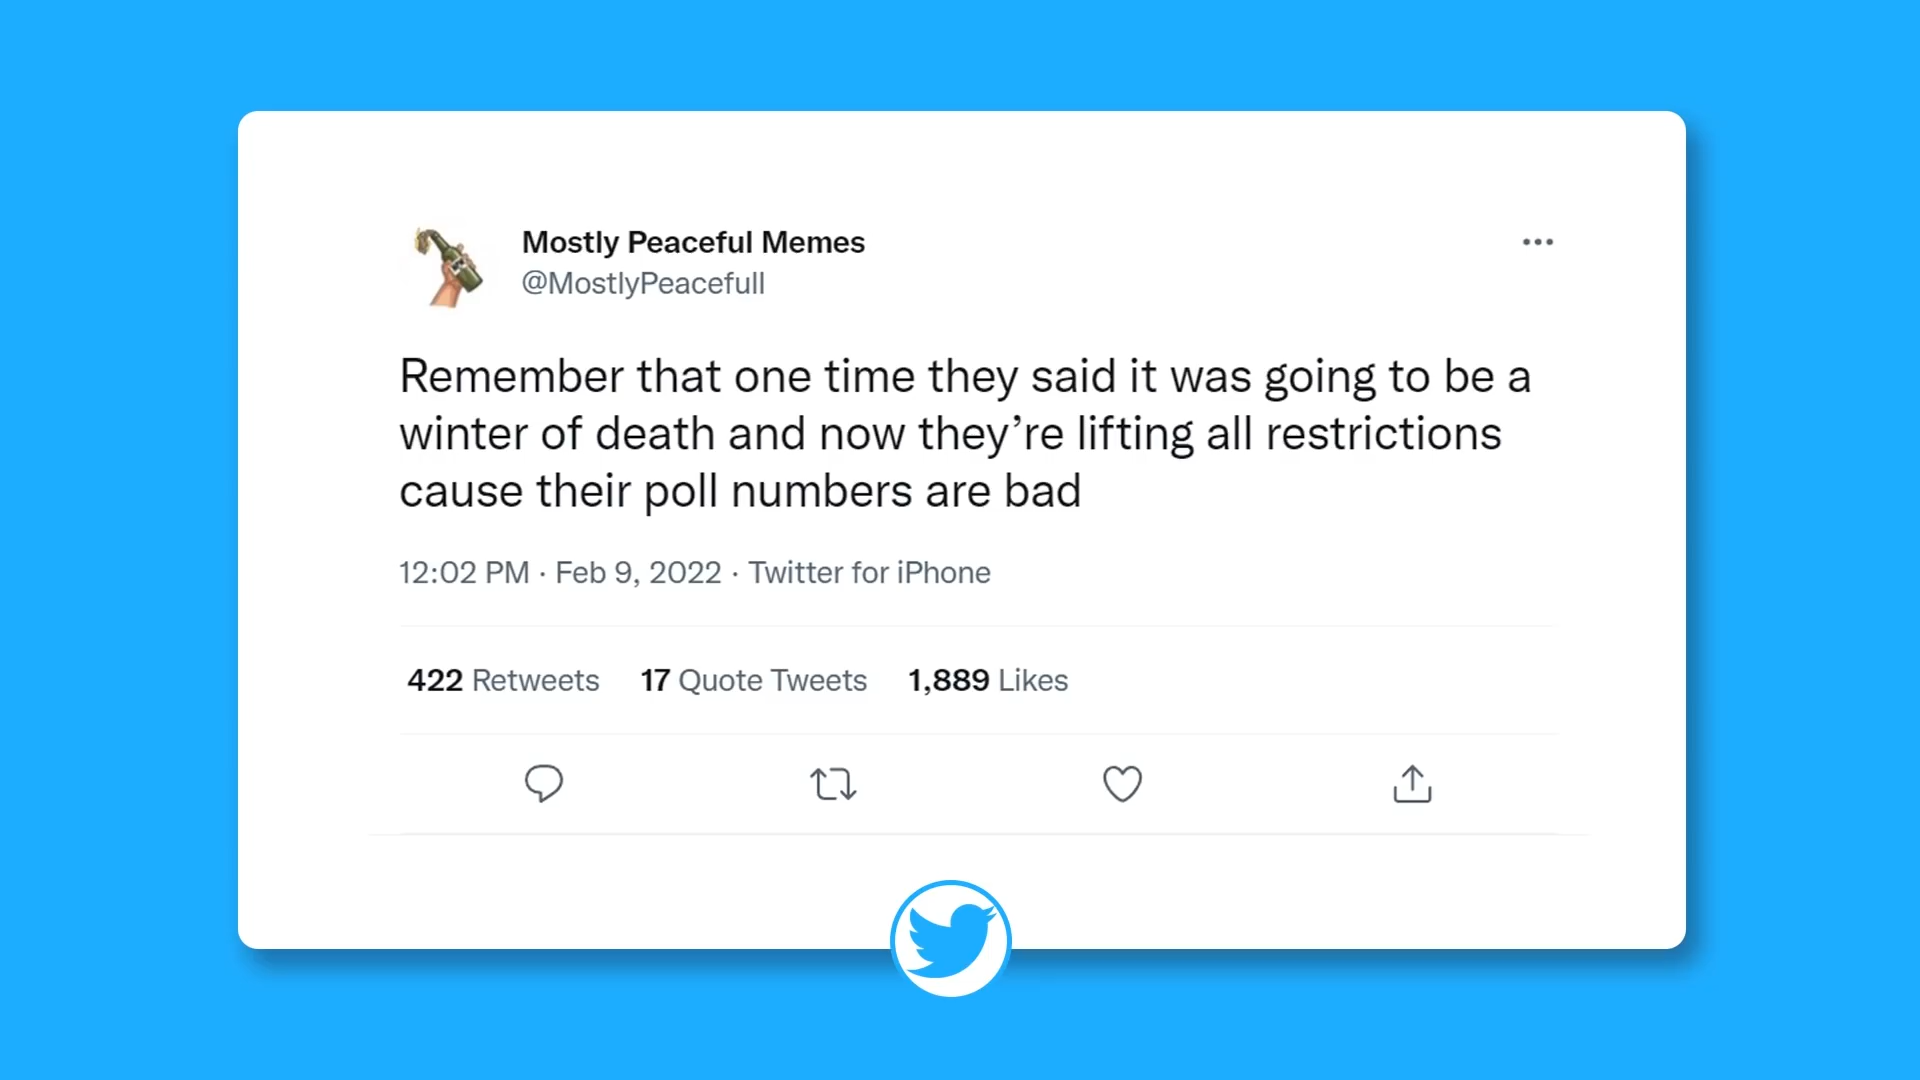 Mostly Peaceful Memes
@MostlyPeacefull
Remember that one time they said it was going to be a
winter of death and now they’re lifting all restrictions
cause their poll numbers are bad
12:02 PM · Feb 9, 2022 · Twitter for iPhone
422 Retweets 17 Quote Tweets 1,889 Likes